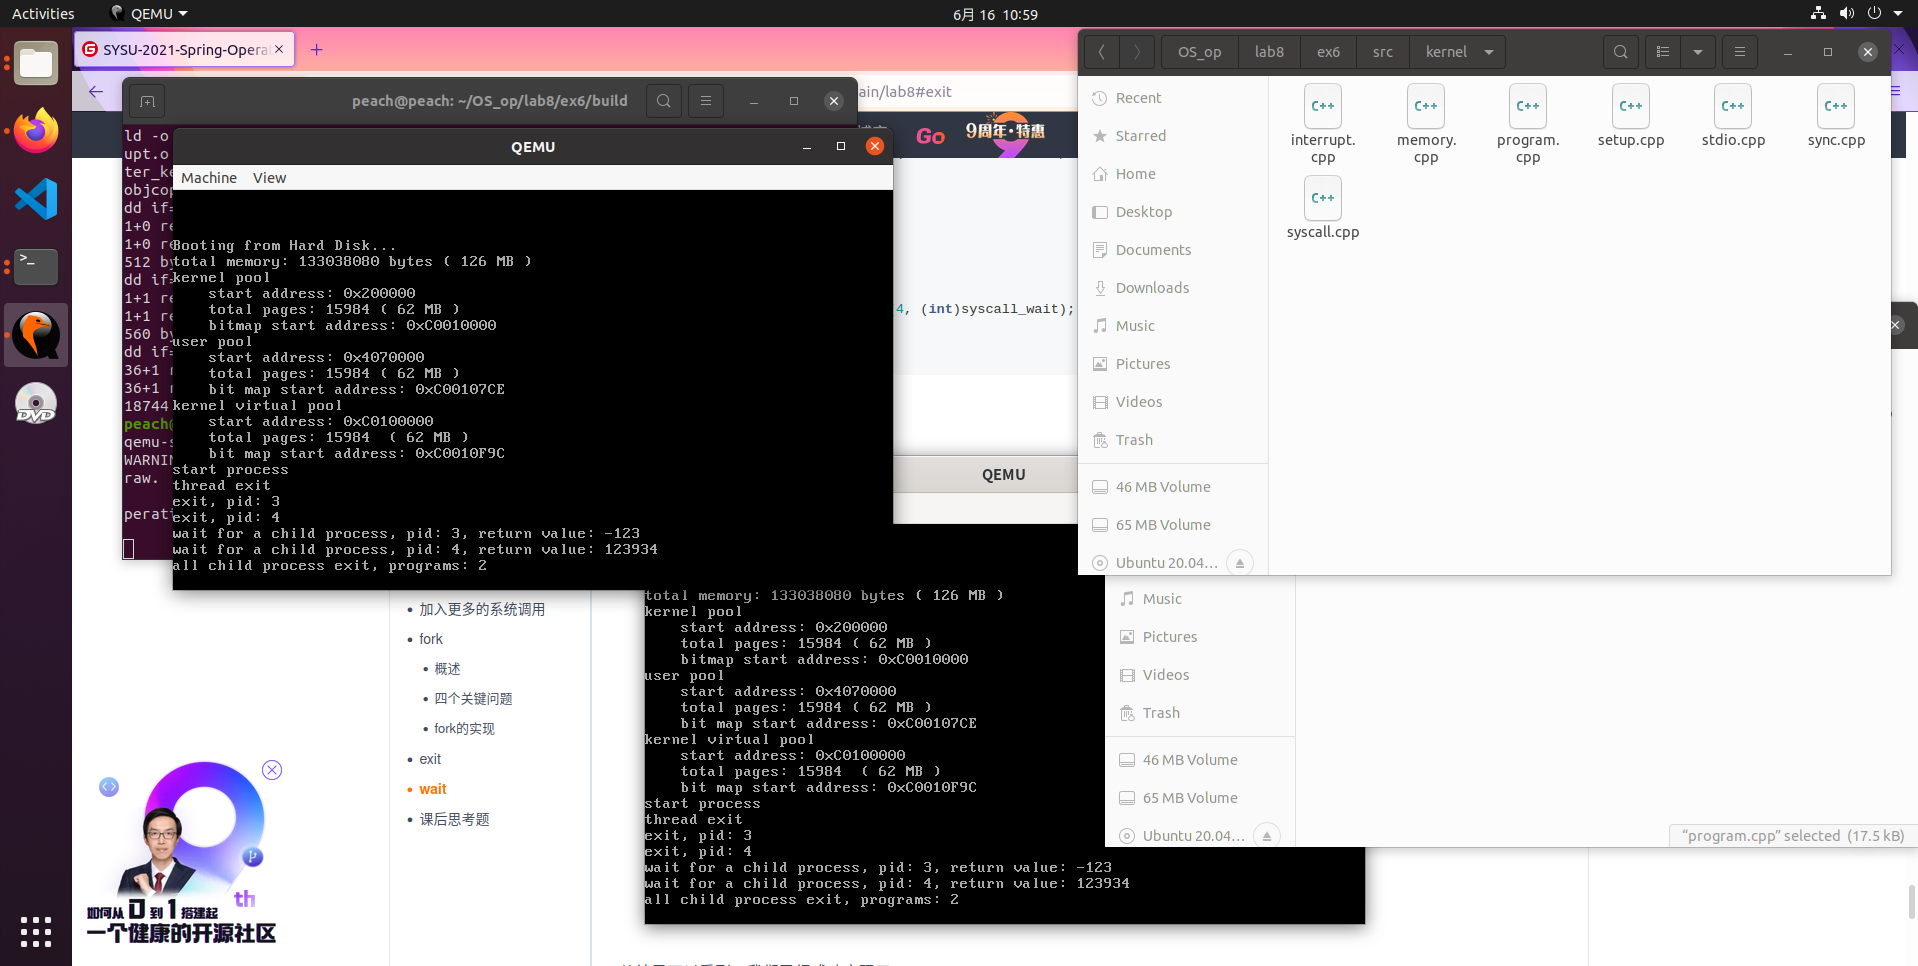 Activities
QEMU
6月 16 10:59
SYSU-2021-Spring-Opera
peach@peach: ~/OS_op/lab8/ex6/build
ain/lab8#exit
Go
9周年·特惠
ld -o
upt.o
ter_ke
objcop
dd if=
1+0 re
1+0 re
512 by
dd if=
1+1 re
1+1 re
560 by
dd if=
36+1 r
36+1 r
18744
peach@
qemu-s
WARNIN
raw.
perati
QEMU
Machine View
Booting from Hard Disk...
total memory: 133038080 bytes ( 126 MB )
kernel pool
start address: 0x200000
total pages: 15984 ( 62 MB )
bitmap start address: 0xC0010000
user pool
start address: 0x4070000
total pages: 15984 ( 62 MB )
bit map start address: 0xC00107CE
kernel virtual pool
start address: 0xC0100000
total pages: 15984 ( 62 MB )
bit map start address: 0xC0010F9C
start process
thread exit
exit, pid: 3
exit, pid: 4
wait for a child process, pid: 3, return value: -123
wait for a child process, pid: 4, return value: 123934
all child process exit, programs: 2
4, (int)syscall_wait);
QEMU
total memory: 133038080 bytes ( 126 MB )
kernel pool
start address: 0x200000
total pages: 15984 ( 62 MB )
bitmap start address: 0xC0010000
user pool
start address: 0x4070000
total pages: 15984 ( 62 MB )
bit map start address: 0xC00107CE
kernel virtual pool
start address: 0xC0100000
total pages: 15984 ( 62 MB )
bit map start address: 0xC0010F9C
start process
thread exit
exit, pid: 3
exit, pid: 4
wait for a child process, pid: 3, return value: -123
wait for a child process, pid: 4, return value: 123934
all child process exit, programs: 2
OS_op lab8 ex6 src kernel
Recent
Starred
Home
Desktop
Documents
Downloads
Music
Pictures
Videos
Trash
46 MB Volume
65 MB Volume
Ubuntu 20.04…
C++ C++ C++ C++ C++ C++
interrupt.cpp
memory.cpp
program.cpp
setup.cpp
stdio.cpp
sync.cpp
C++
syscall.cpp
Music
Pictures
Videos
Trash
46 MB Volume
65 MB Volume
Ubuntu 20.04…
“program.cpp” selected (17.5 kB)
加入更多的系统调用
fork
概述
四个关键问题
fork的实现
exit
wait
课后思考题
th
如何从 0 到 1 搭建起
一个健康的开源社区
DVD